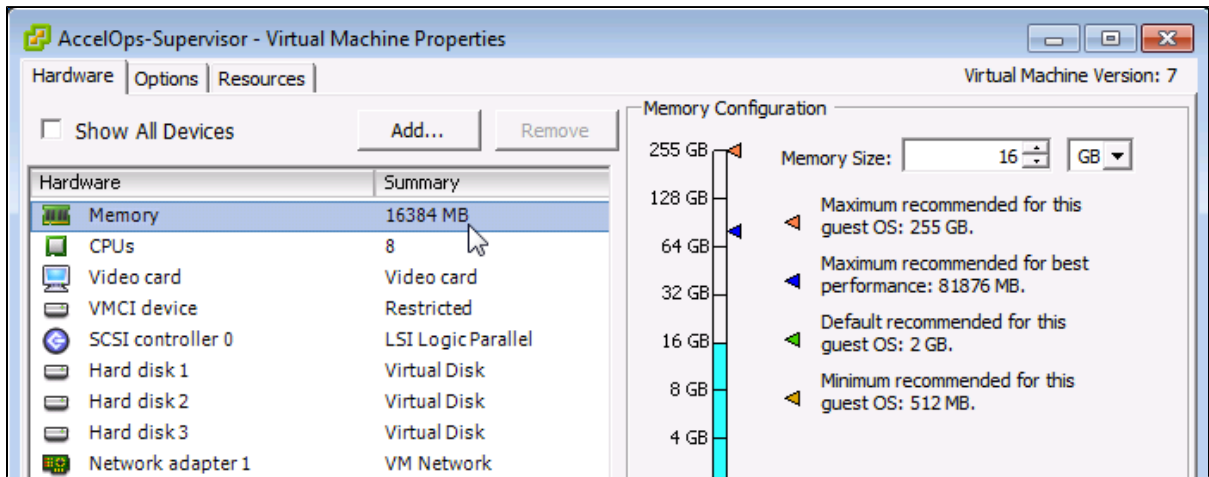 AccelOps-Supervisor - Virtual Machine Properties
Hardware Options Resources
Virtual Machine Version: 7
Show All Devices
Add...
Remove
Hardware Summary
Memory 16384 MB
CPUs 8
Video card Video card
VMCI device Restricted
SCSI controller 0 LSI Logic Parallel
Hard disk 1 Virtual Disk
Hard disk 2 Virtual Disk
Hard disk 3 Virtual Disk
Network adapter 1 VM Network
Memory Configuration
255 GB
128 GB
64 GB
32 GB
16 GB
8 GB
4 GB
Memory Size: 16 GB
Maximum recommended for this
guest OS: 255 GB.
Maximum recommended for best
performance: 81876 MB.
Default recommended for this
guest OS: 2 GB.
Minimum recommended for this
guest OS: 512 MB.